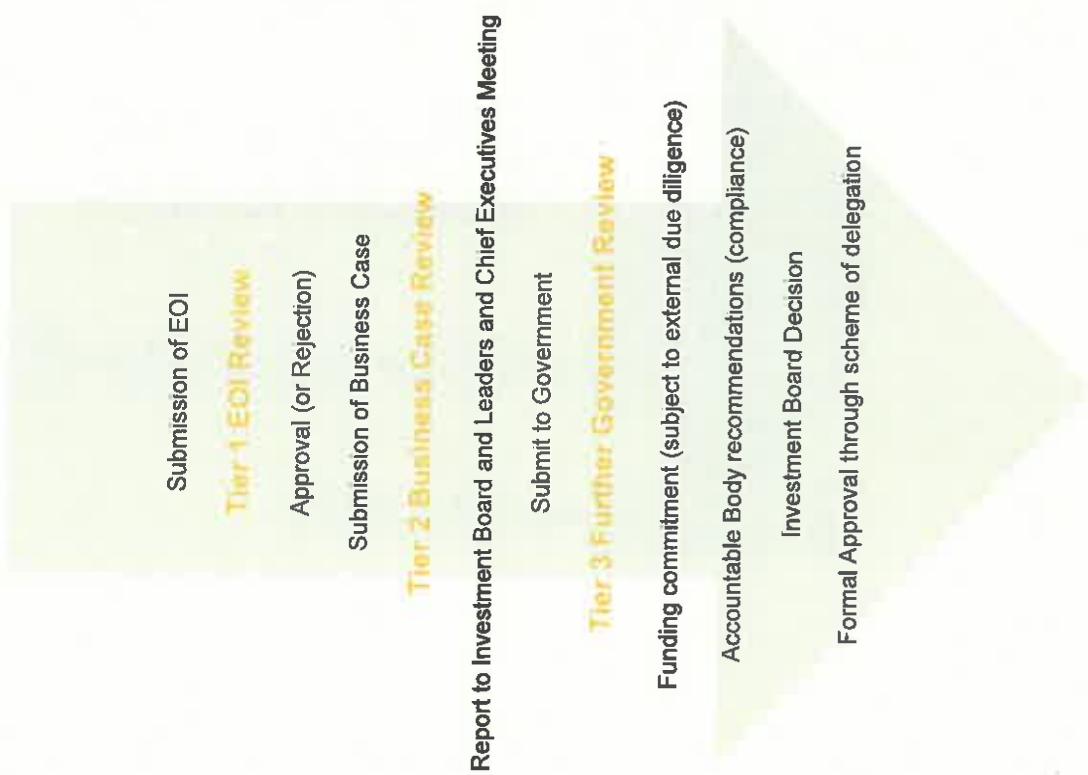 Submission of EOI
Tier 1 EOI Review
Approval (or Rejection)
Submission of Business Case
Tier 2 Business Case Review
Report to Investment Board and Leaders and Chief Executives Meeting
Submit to Government
Tier 3 Further Government Review
Funding commitment (subject to external due diligence)
Accountable Body recommendations (compliance)
Investment Board Decision
Formal Approval through scheme of delegation